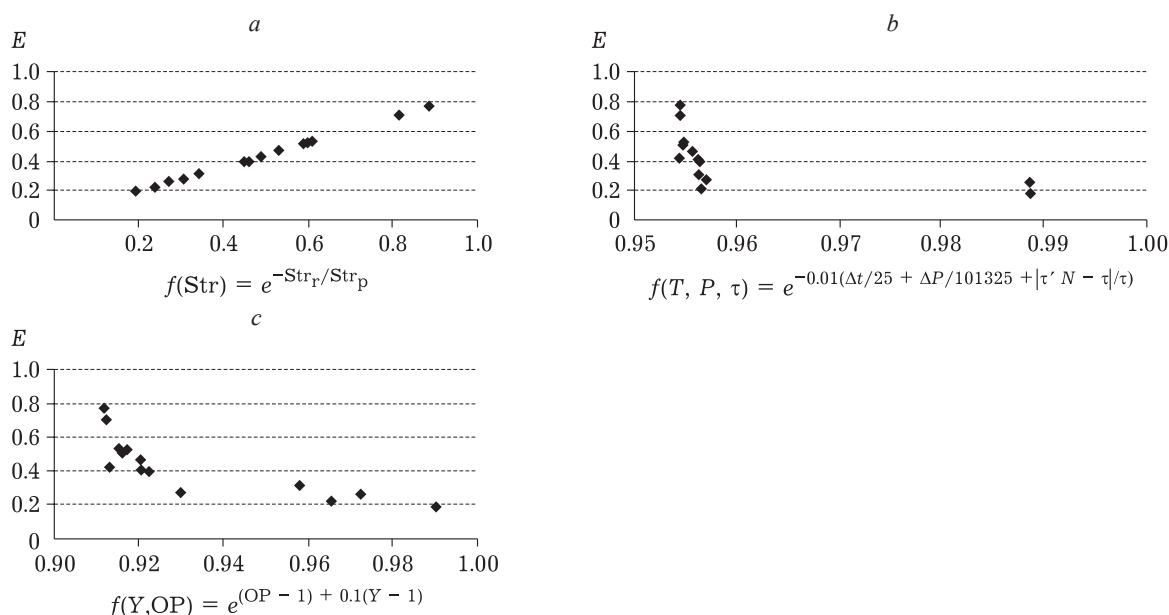 a
E
1.0
0.8
0.6
0.4
0.2
0
0.2 0.4 0.6 0.8 1.0
f(Str) = e^{–Str_r/Str_p}
b
E
1.0
0.8
0.6
0.4
0.2
0
0.95 0.96 0.97 0.98 0.99 1.00
f(T, P, τ) = e^{–0.01(Δt/25 + ΔP/101325 +|τ′ N – τ|/τ)}
c
E
1.0
0.8
0.6
0.4
0.2
0
0.90 0.92 0.94 0.96 0.98 1.00
f(Y,OP) = e^{(OP – 1) + 0.1(Y – 1)}